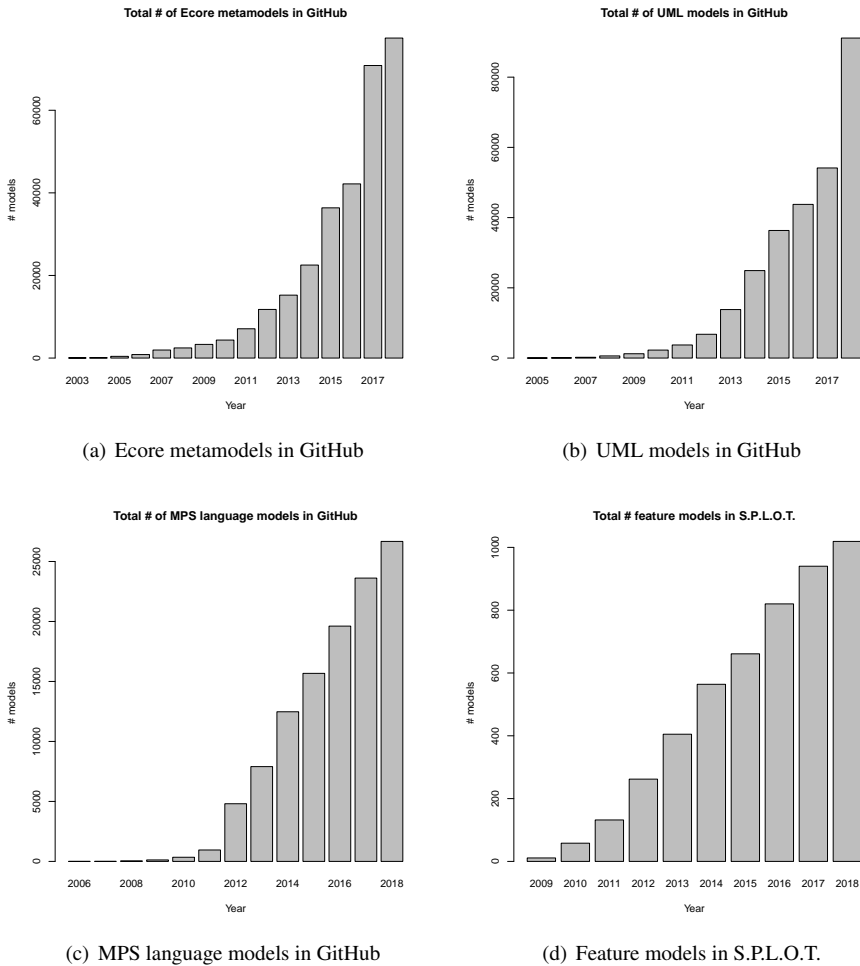 Total # of Ecore metamodels in GitHub
# models
0 20000 40000 60000
2003 2005 2007 2009 2011 2013 2015 2017
Year
(a) Ecore metamodels in GitHub
Total # of UML models in GitHub
# models
0 20000 40000 60000 80000
2005 2007 2009 2011 2013 2015 2017
Year
(b) UML models in GitHub
Total # of MPS language models in GitHub
# models
0 5000 10000 15000 20000 25000
2006 2008 2010 2012 2014 2016 2018
Year
(c) MPS language models in GitHub
Total # feature models in S.P.L.O.T.
# models
0 200 400 600 800 1000
2009 2010 2011 2012 2013 2014 2015 2016 2017 2018
Year
(d) Feature models in S.P.L.O.T.